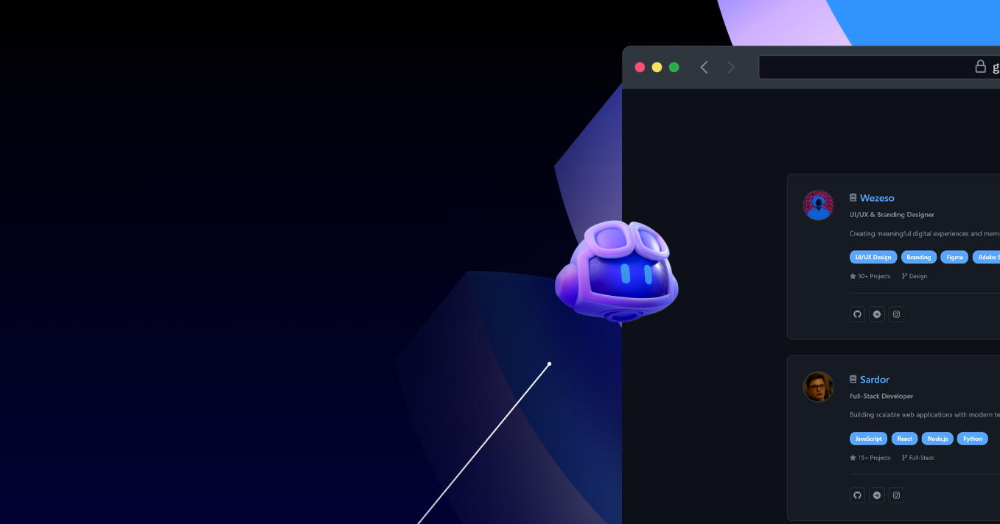 g
Wezeso
UI/UX & Branding Designer
Creating meaningful digital experiences and mem
UI/UX Design Branding Figma Adobe S
50+ Projects Design
Sardor
Full-Stack Developer
Building scalable web applications with modern te
JavaScript React Node.js Python
15+ Projects Full-Stack